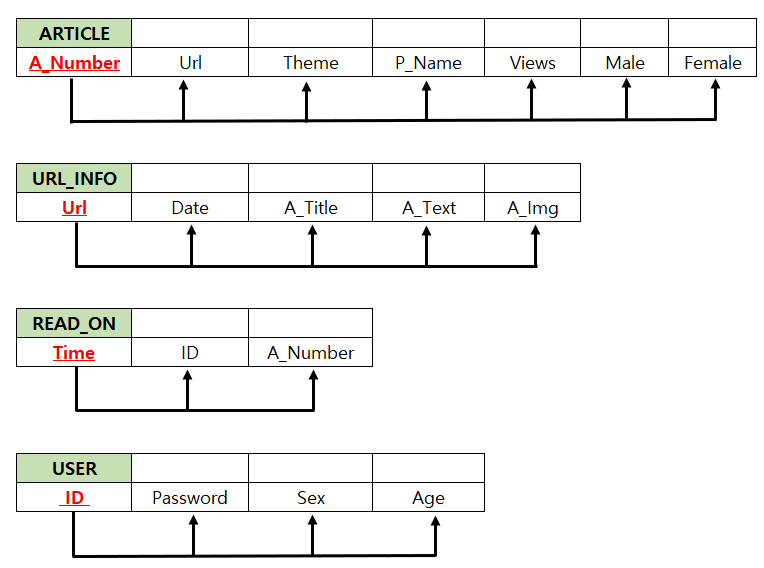 ARTICLE
A_Number Url Theme P_Name Views Male Female
URL_INFO
Url Date A_Title A_Text A_Img
READ_ON
Time ID A_Number
USER
ID Password Sex Age